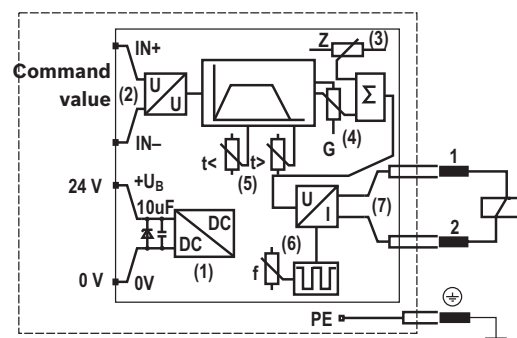 IN+
Z
(3)
Command
value
(2)
U
U
Σ
(4)
G
IN–
t<
t>
(5)
24 V
+UB
10uF
DC
DC
(1)
U
I
(7)
1
2
(6)
f
0 V
0V
PE